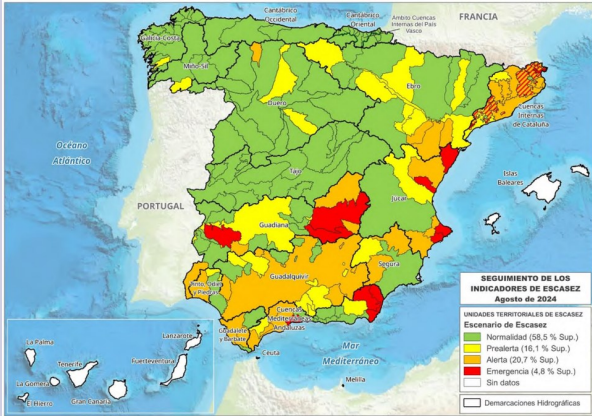 Cantábrico
Occidental
Cantábrico
Oriental
Ámbito Cuencas
Internas del País
Vasco
FRANCIA
Galicia-Costa
Miño-Sil
Duero
Ebro
Cuencas
Internas
de Cataluña
Océano
Atlántico
Tajo
Islas
Baleares
PORTUGAL
Júcar
Guadiana
Segura
Guadalquivir
Tinto, Odiel
y Piedras
Cuencas
Mediterráneas
Andaluzas
Guadalete
y Barbate
Ceuta
Mar
Mediterráneo
Melilla
Lanzarote
La Palma
Tenerife
Fuerteventura
La Gomera
El Hierro
Gran Canaria
SEGUIMIENTO DE LOS
INDICADORES DE ESCASEZ
Agosto de 2024
UNIDADES TERRITORIALES DE ESCASEZ
Escenario de Escasez
Normalidad (58,5 % Sup.)
Prealerta (16,1 % Sup.)
Alerta (20,7 % Sup.)
Emergencia (4,8 % Sup.)
Sin datos
Demarcaciones Hidrográficas